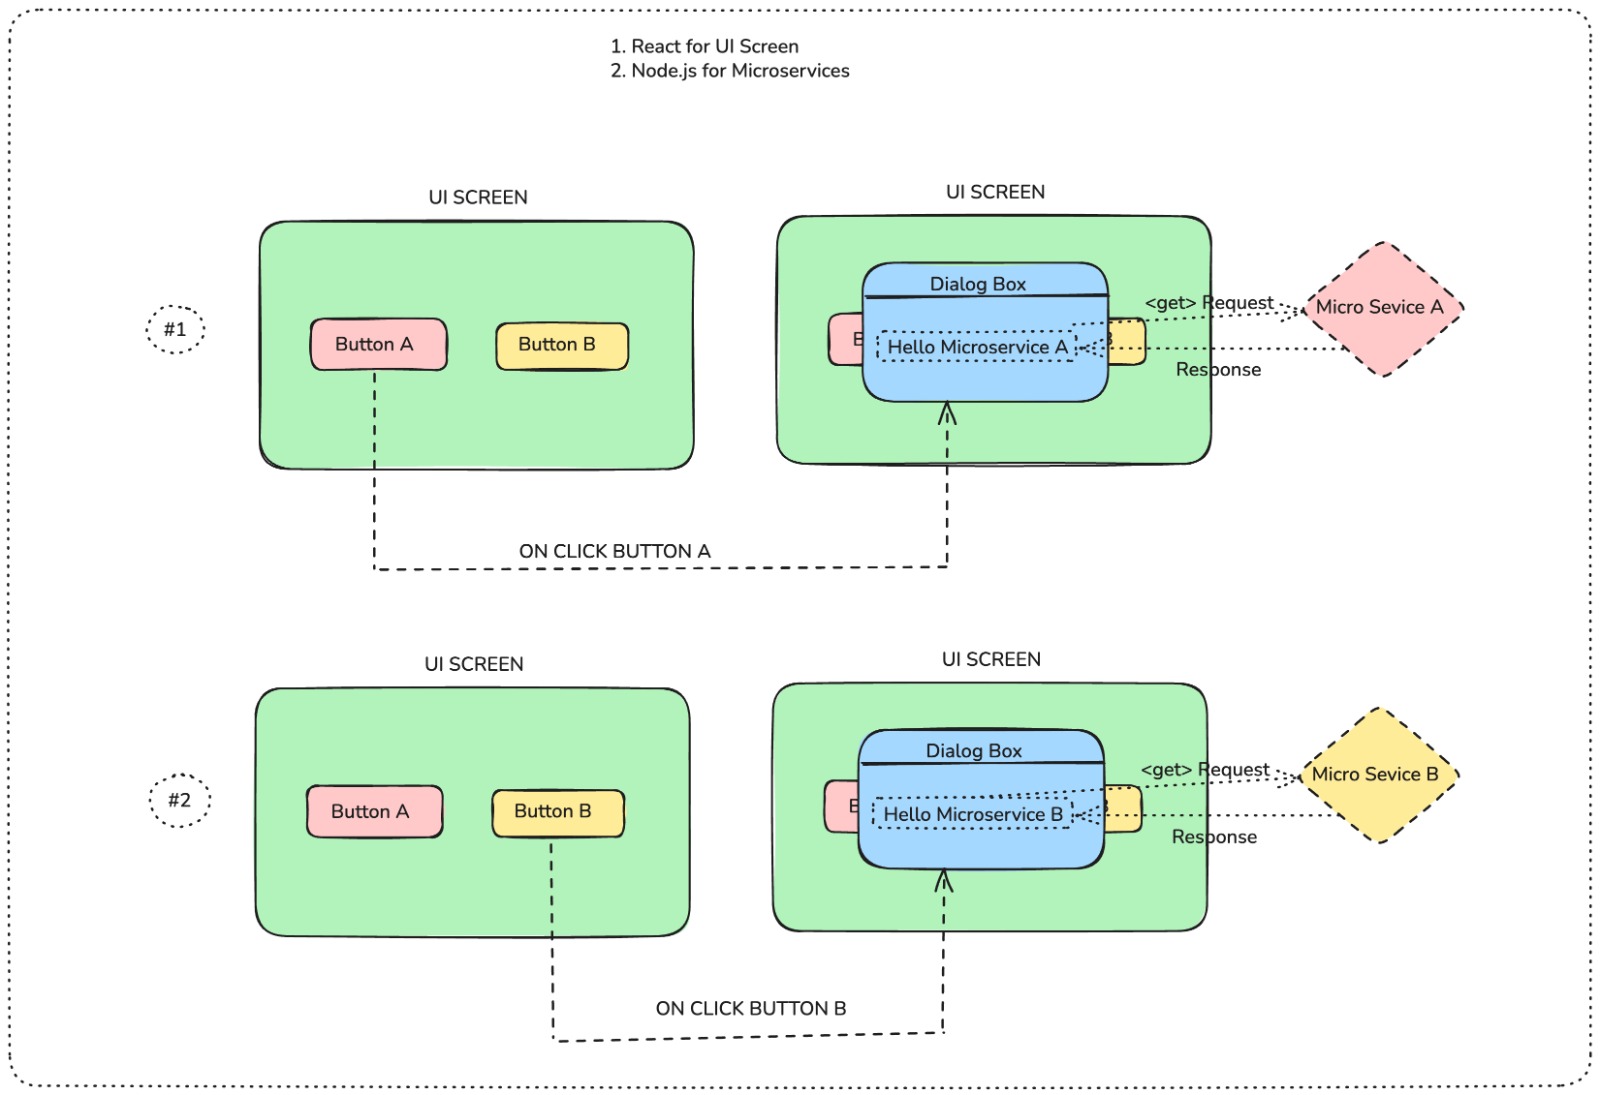 1. React for UI Screen
2. Node.js for Microservices
UI SCREEN
UI SCREEN
#1
Button A
Button B
Dialog Box
Hello Microservice A
B
B
<get> Request
Response
Micro Sevice A
ON CLICK BUTTON A
UI SCREEN
UI SCREEN
#2
Button A
Button B
Dialog Box
Hello Microservice B
<get> Request
Response
Micro Sevice B
ON CLICK BUTTON B